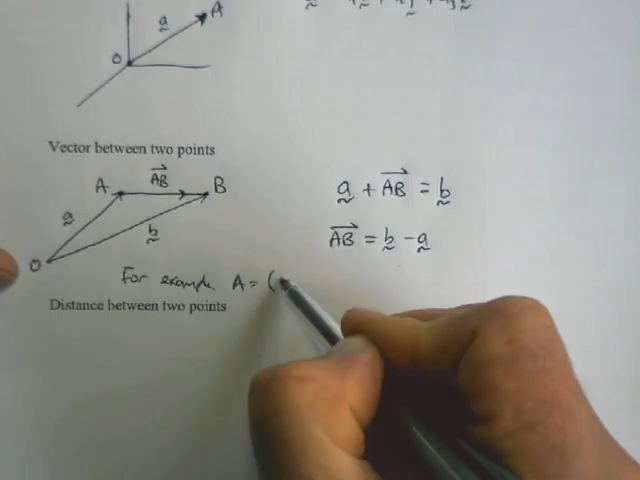 a A
O
Vector between two points
A AB B
a b
O
a + AB = b
AB = b - a
For example A = (
Distance between two points